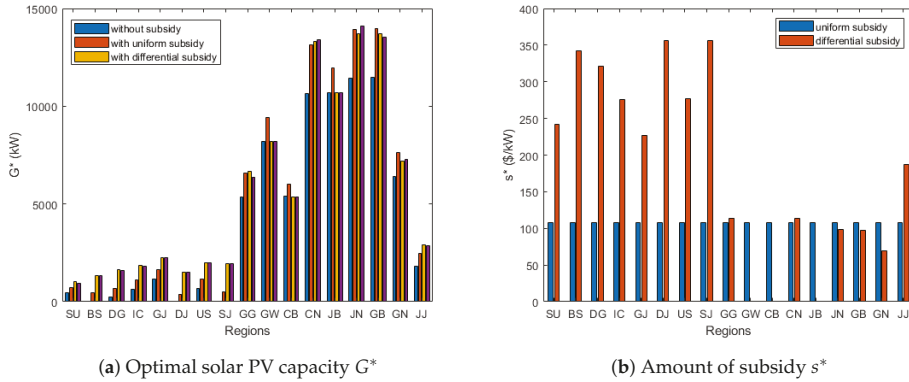 without subsidy
with uniform subsidy
with differential subsidy
15000
10000
5000
0
G* (kW)
SU BS DG IC GJ DJ US SJ GG GW CB CN JB JN GB GN JJ
Regions
(a) Optimal solar PV capacity G*
uniform subsidy
differential subsidy
400
350
300
250
200
150
100
50
0
s* ($/kW)
SU BS DG IC GJ DJ US SJ GG GW CB CN JB JN GB GN JJ
Regions
(b) Amount of subsidy s*